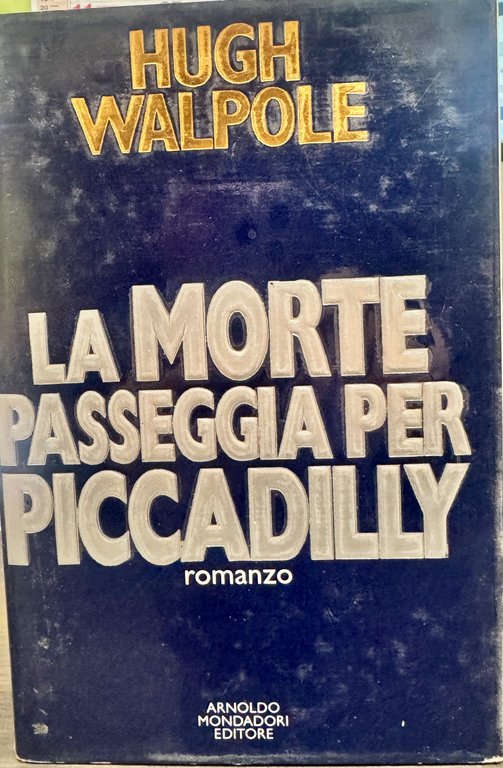 HUGH
WALPOLE
LA MORTE
PASSEGGIA PER
PICCADILLY
romanzo
ARNOLDO
MONDADORI
EDITORE